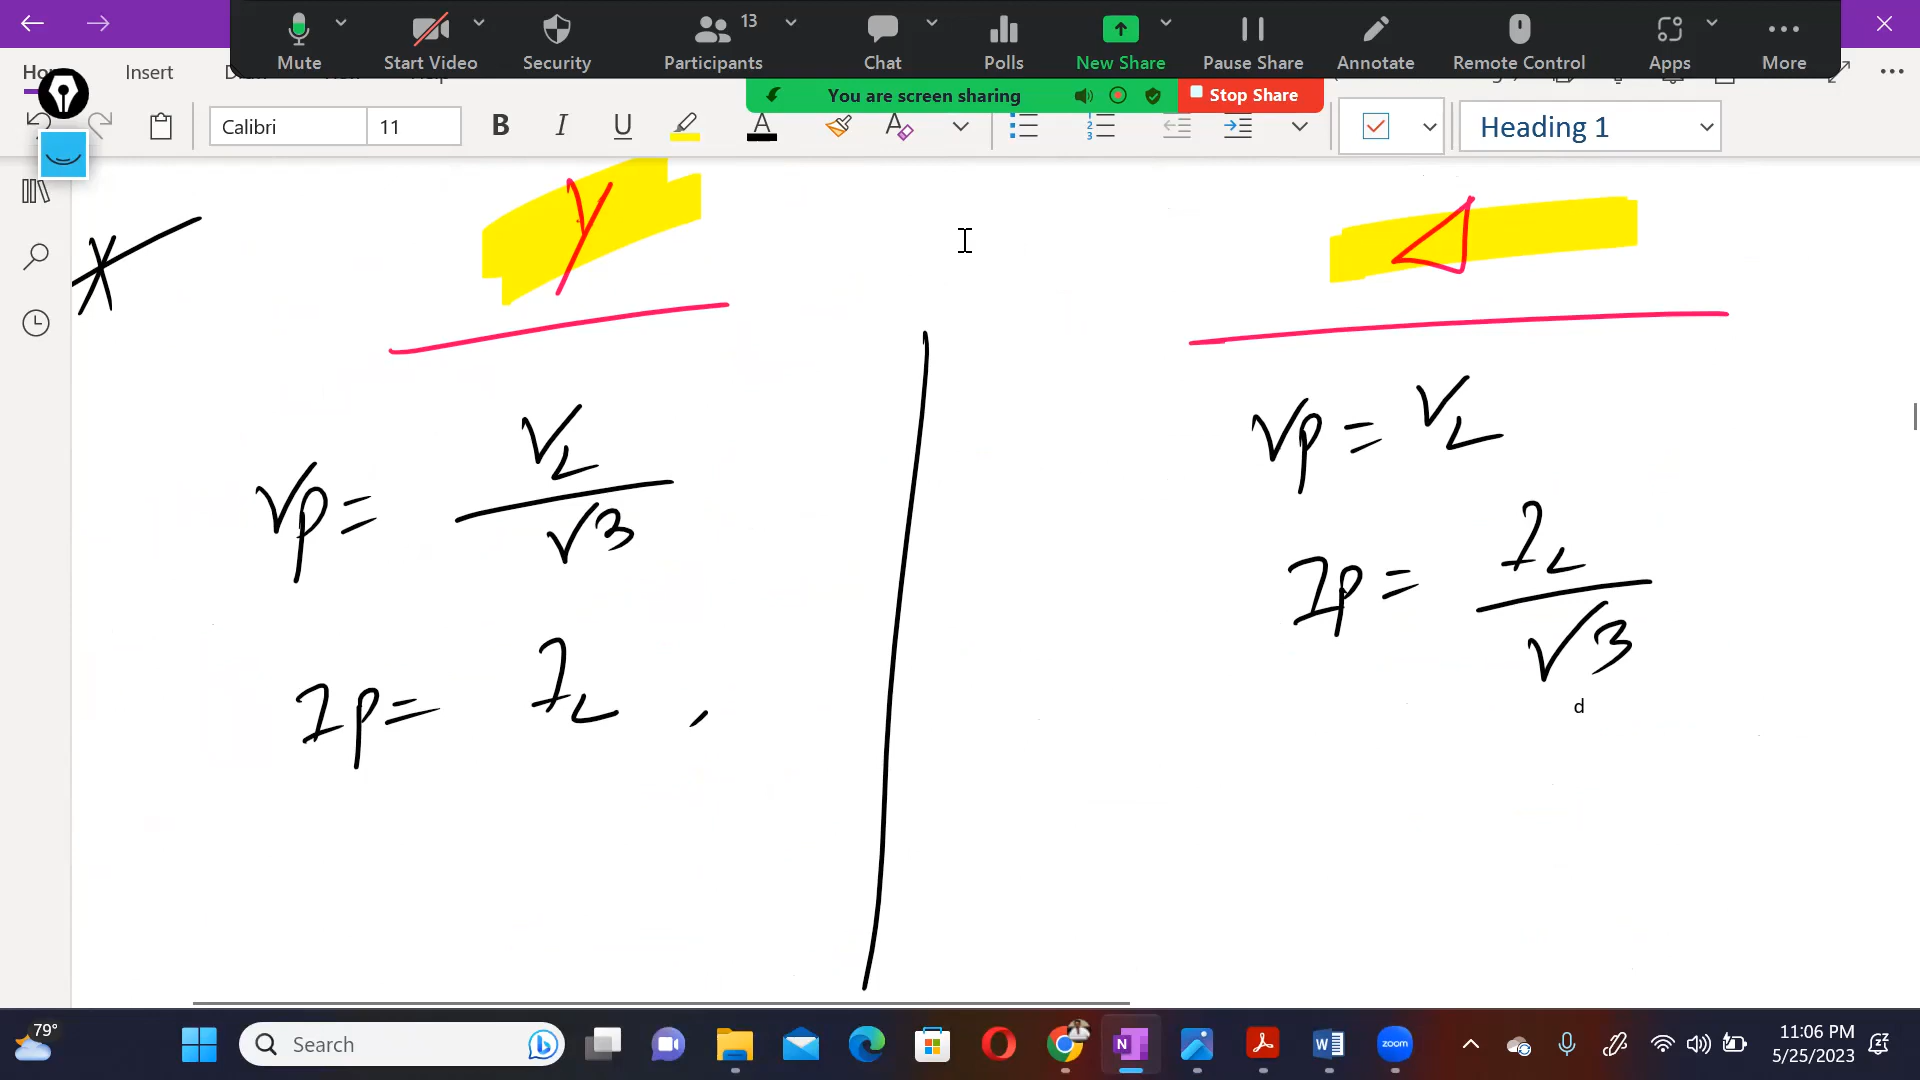 Mute
Start Video
Security
Participants 13
Chat
Polls
New Share
Pause Share
Annotate
Remote Control
Apps
More
Insert
You are screen sharing
Stop Share
Calibri
11
B I U A
Heading 1
Y
Δ
Vp = VL / √3
Ip = IL ,
Vp = VL
Ip = IL / √3
d
79°
Search
zoom
11:06 PM
5/25/2023